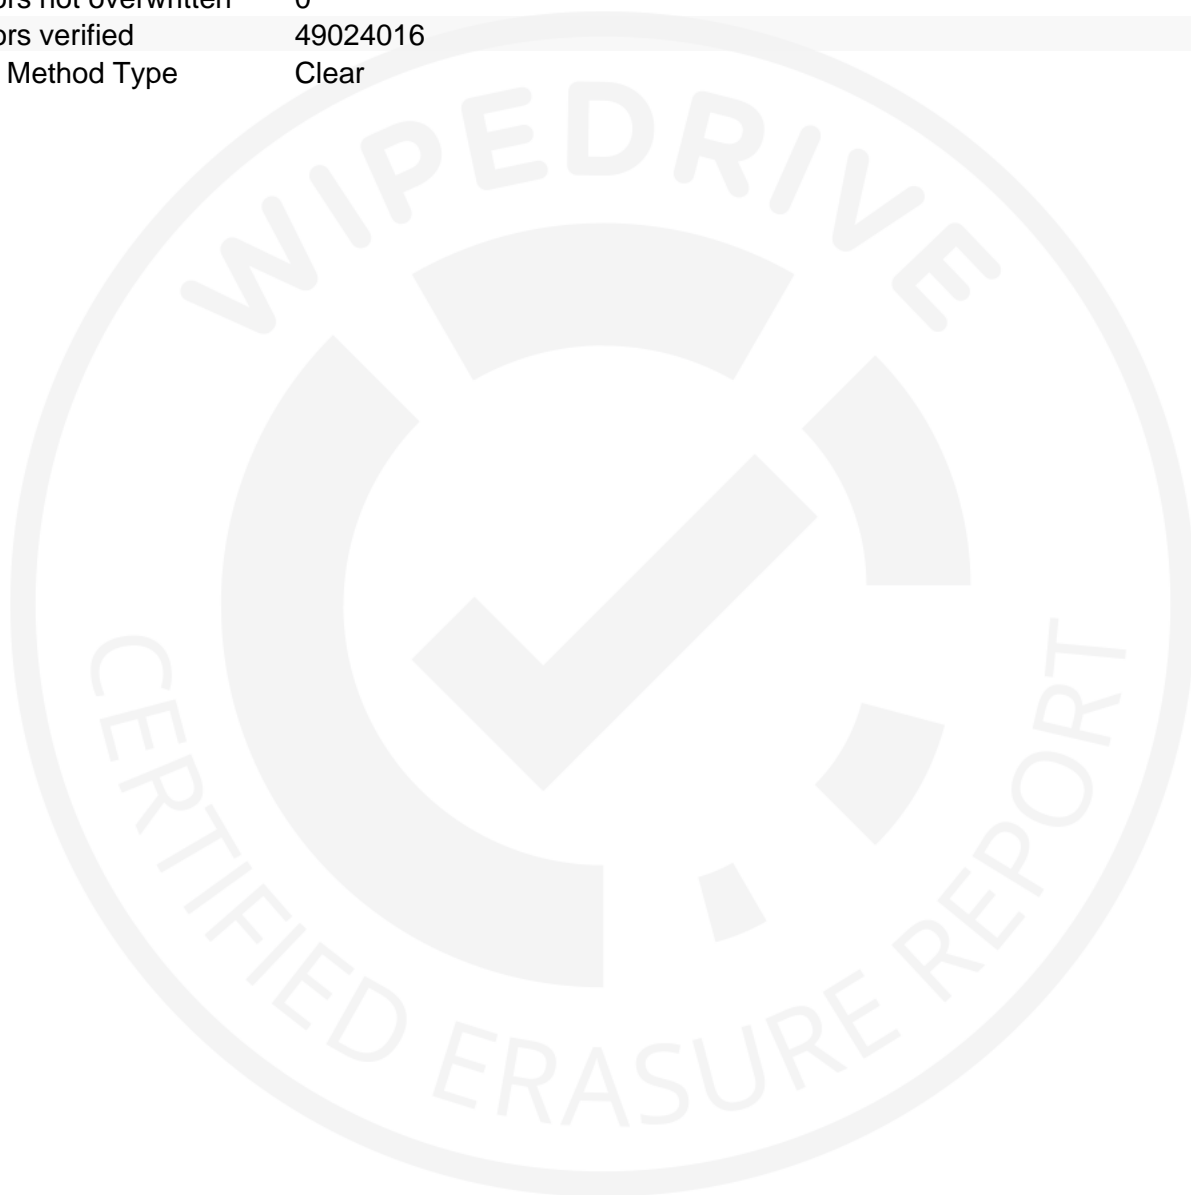 ors not overwritten 0
ors verified 49024016
Method Type Clear
WIPEDRIVE
CERTIFIED ERASURE REPORT